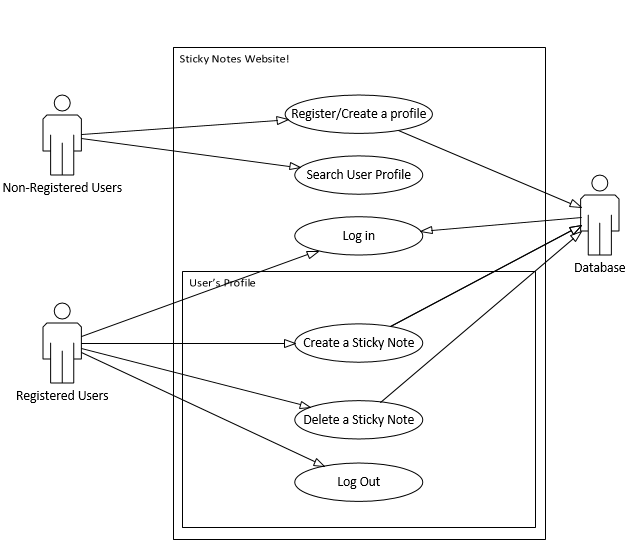 Sticky Notes Website!
Register/Create a profile
Search User Profile
Non-Registered Users
Log in
Database
User's Profile
Create a Sticky Note
Registered Users
Delete a Sticky Note
Log Out